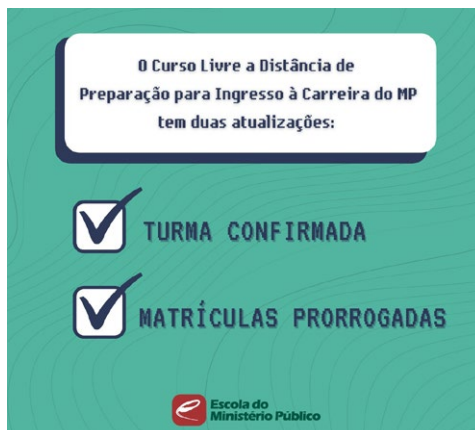 O Curso Livre a Distância de
Preparação para Ingresso à Carreira do MP
tem duas atualizações:
TURMA CONFIRMADA
MATRÍCULAS PRORROGADAS
Escola do
Ministério Público